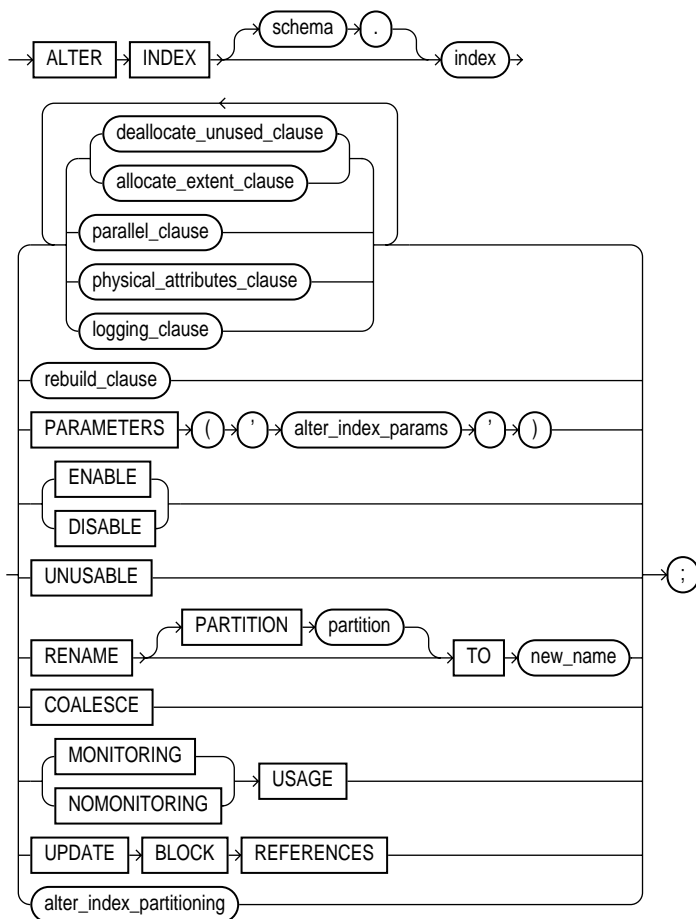 schema .
ALTER INDEX index
deallocate_unused_clause
allocate_extent_clause
parallel_clause
physical_attributes_clause
logging_clause
rebuild_clause
PARAMETERS ( ’ alter_index_params ’ )
ENABLE
DISABLE
UNUSABLE ;
PARTITION partition
RENAME TO new_name
COALESCE
MONITORING
USAGE
NOMONITORING
UPDATE BLOCK REFERENCES
alter_index_partitioning